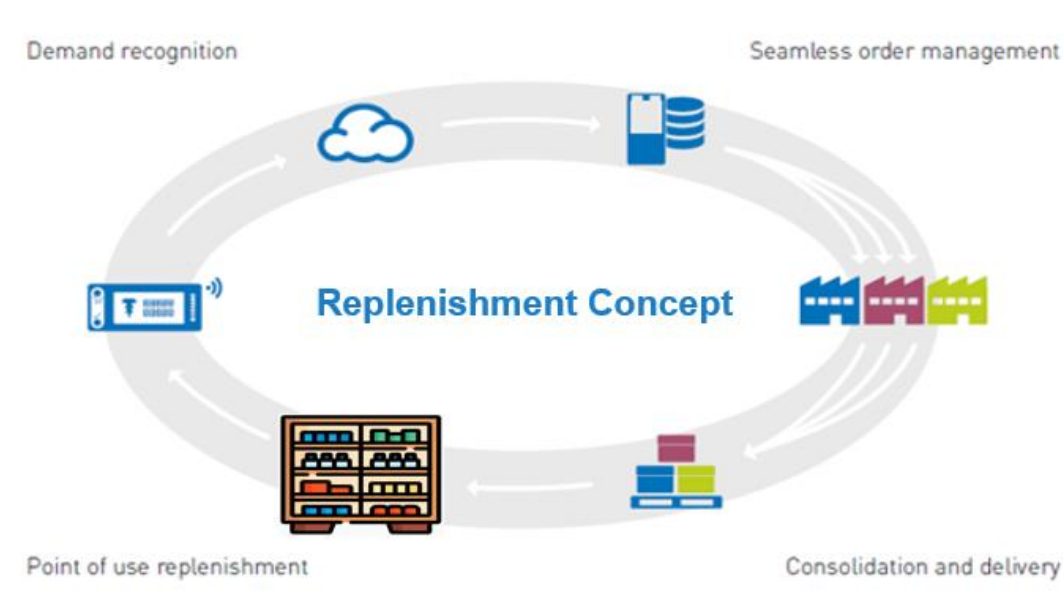 Demand recognition
Seamless order management
Replenishment Concept
Point of use replenishment
Consolidation and delivery